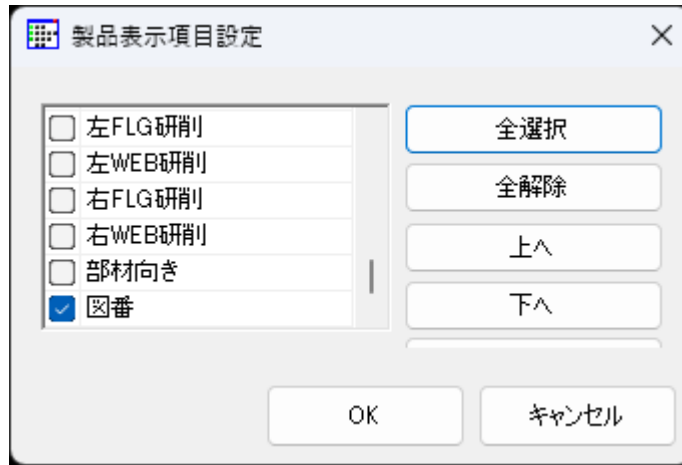 製品表示項目設定
左FLG研削
左WEB研削
右FLG研削
右WEB研削
部材向き
図番
全選択
全解除
上へ
下へ
OK
キャンセル